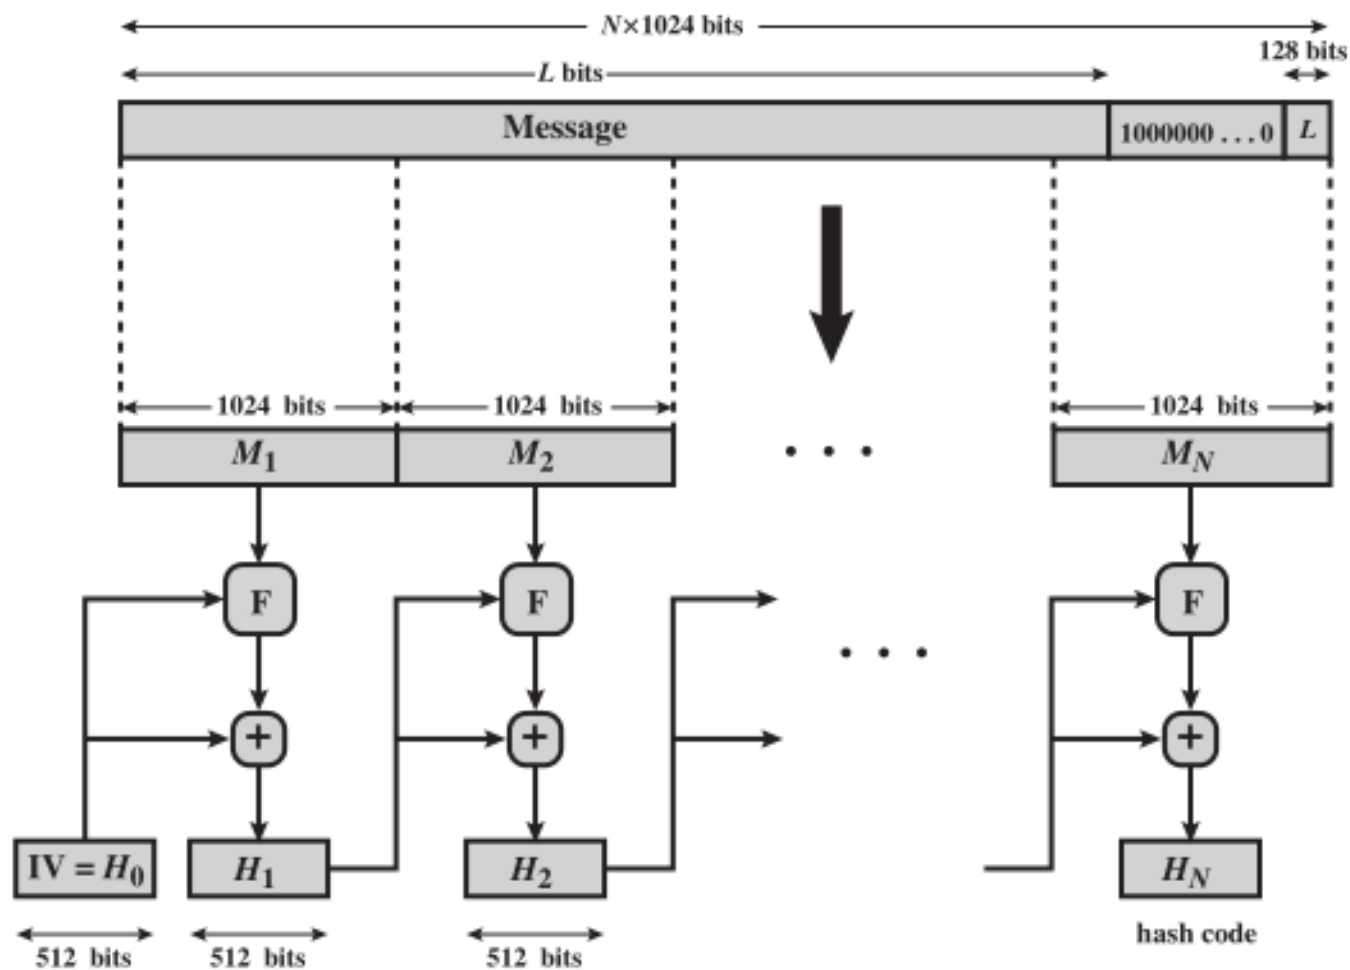 N×1024 bits
128 bits
L bits
Message
1000000 . . . 0
L
1024 bits
1024 bits
1024 bits
M1
M2
. . .
MN
F
F
F
. . .
+
+
+
IV = H0
H1
H2
HN
hash code
512 bits
512 bits
512 bits